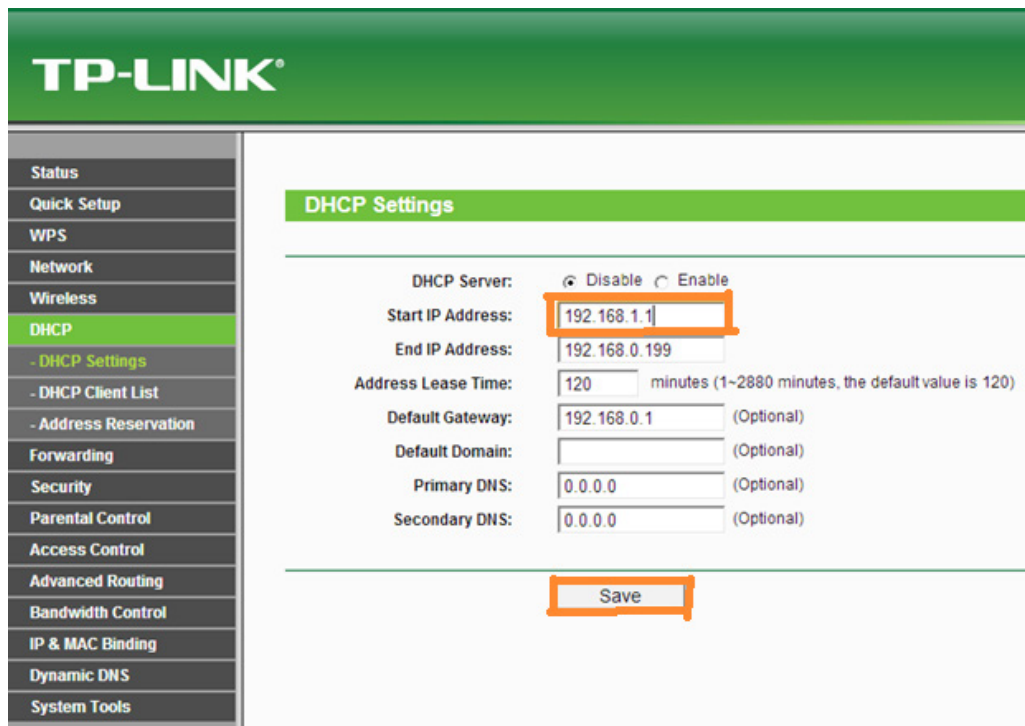 TP-LINK®
Status
Quick Setup
WPS
Network
Wireless
DHCP
- DHCP Settings
- DHCP Client List
- Address Reservation
Forwarding
Security
Parental Control
Access Control
Advanced Routing
Bandwidth Control
IP & MAC Binding
Dynamic DNS
System Tools
DHCP Settings
DHCP Server: Disable Enable
Start IP Address: 192.168.1.1
End IP Address: 192.168.0.199
Address Lease Time: 120 minutes (1~2880 minutes, the default value is 120)
Default Gateway: 192.168.0.1 (Optional)
Default Domain: (Optional)
Primary DNS: 0.0.0.0 (Optional)
Secondary DNS: 0.0.0.0 (Optional)
Save